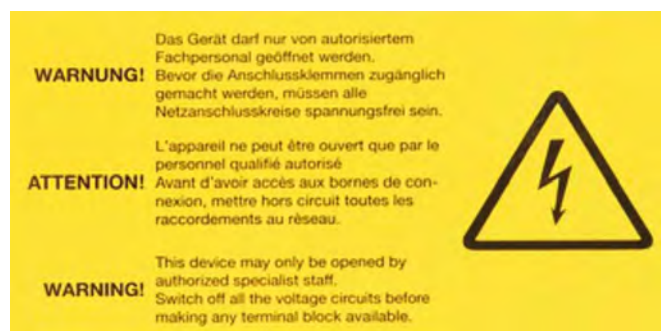 Das Gerät darf nur von autorisiertem
Fachpersonal geöffnet werden.
WARNUNG! Bevor die Anschlussklemmen zugänglich
gemacht werden, müssen alle
Netzanschlusskreise spannungsfrei sein.
L'appareil ne peut être ouvert que par le
personnel qualifié autorisé
ATTENTION! Avant d'avoir accès aux bornes de con-
nexion, mettre hors circuit toutes les
raccordements au rèseau.
This device may only be opened by
authorized specialist staff.
WARNING! Switch off all the voltage circuits before
making any terminal block available.